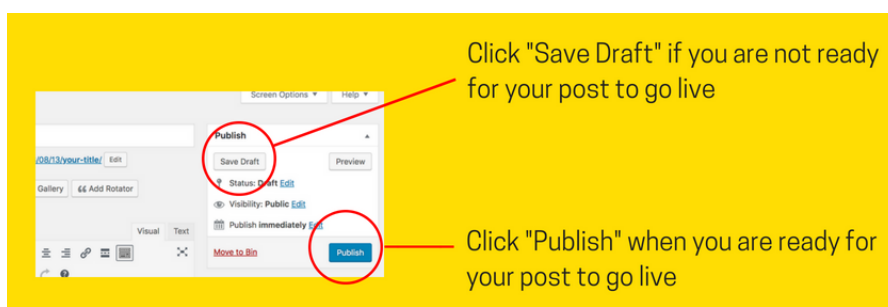 Click "Save Draft" if you are not ready
for your post to go live
Screen Options ▼ Help ▼
Publish
/08/13/your-title/ Edit
Save Draft Preview
Status: Draft Edit
Gallery Add Rotator
Visibility: Public Edit
Publish immediately Edit
Visual Text
Move to Bin Publish
Click "Publish" when you are ready for
your post to go live